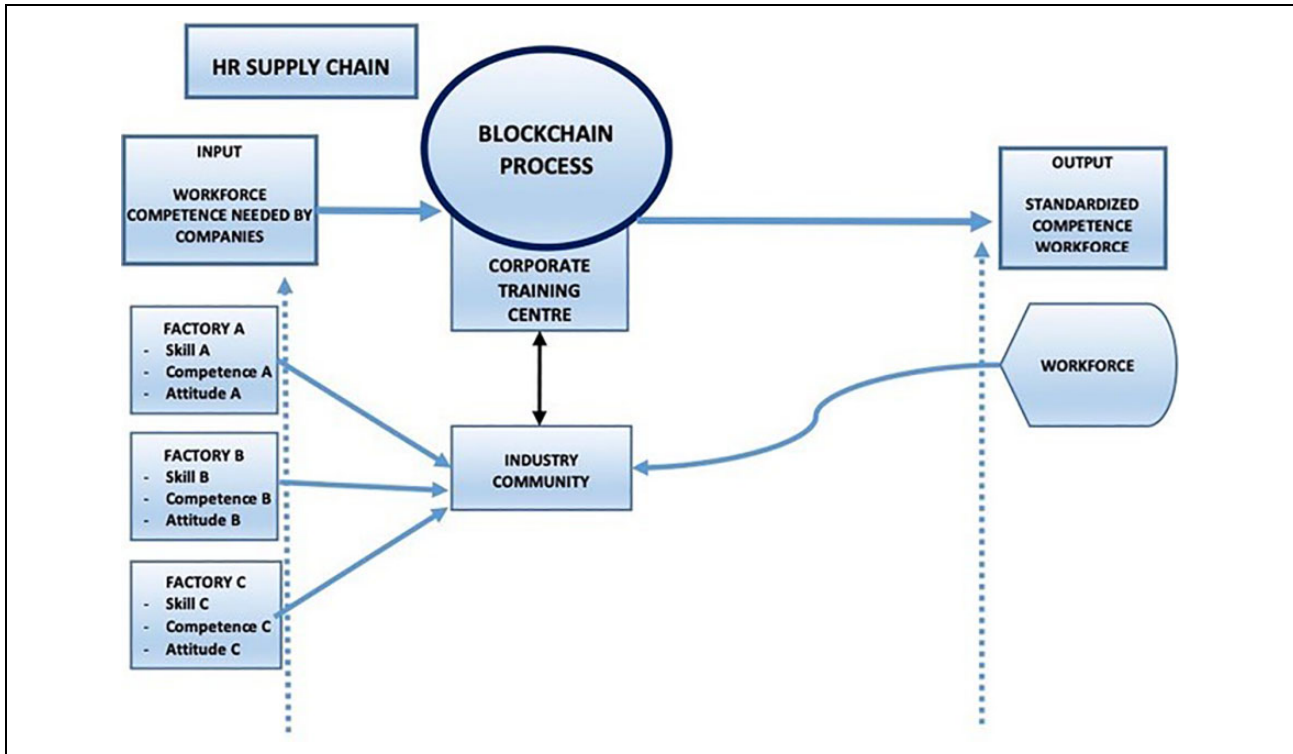 HR SUPPLY CHAIN
BLOCKCHAIN
PROCESS
INPUT
WORKFORCE
COMPETENCE NEEDED BY
COMPANIES
OUTPUT
STANDARDIZED
COMPETENCE
WORKFORCE
CORPORATE
TRAINING
CENTRE
FACTORY A
- Skill A
- Competence A
- Attitude A
WORKFORCE
FACTORY B
- Skill B
- Competence B
- Attitude B
INDUSTRY
COMMUNITY
FACTORY C
- Skill C
- Competence C
- Attitude C